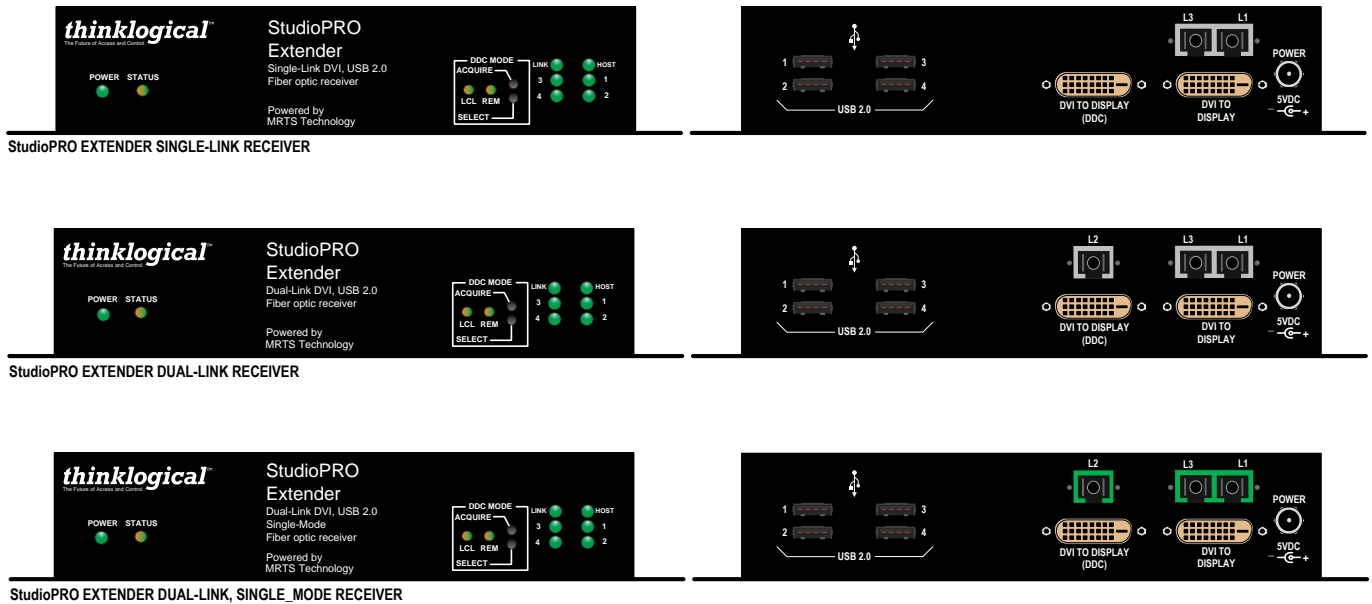 thinklogical™
The Future of Access and Control
POWER STATUS
StudioPRO
Extender
Single-Link DVI, USB 2.0
Fiber optic receiver
Powered by
MRTS Technology
DDC MODE
ACQUIRE
LCL REM
SELECT
LINK HOST
3 1
4 2
1 3
2 4
USB 2.0
L3 L1
DVI TO DISPLAY
(DDC)
DVI TO
DISPLAY
POWER
5VDC
− +
StudioPRO EXTENDER SINGLE-LINK RECEIVER
thinklogical™
The Future of Access and Control
POWER STATUS
StudioPRO
Extender
Dual-Link DVI, USB 2.0
Fiber optic receiver
Powered by
MRTS Technology
DDC MODE
ACQUIRE
LCL REM
SELECT
LINK HOST
3 1
4 2
1 3
2 4
USB 2.0
L2 L3 L1
DVI TO DISPLAY
(DDC)
DVI TO
DISPLAY
POWER
5VDC
− +
StudioPRO EXTENDER DUAL-LINK RECEIVER
thinklogical™
The Future of Access and Control
POWER STATUS
StudioPRO
Extender
Dual-Link DVI, USB 2.0
Single-Mode
Fiber optic receiver
Powered by
MRTS Technology
DDC MODE
ACQUIRE
LCL REM
SELECT
LINK HOST
3 1
4 2
1 3
2 4
USB 2.0
L2 L3 L1
DVI TO DISPLAY
(DDC)
DVI TO
DISPLAY
POWER
5VDC
− +
StudioPRO EXTENDER DUAL-LINK, SINGLE_MODE RECEIVER